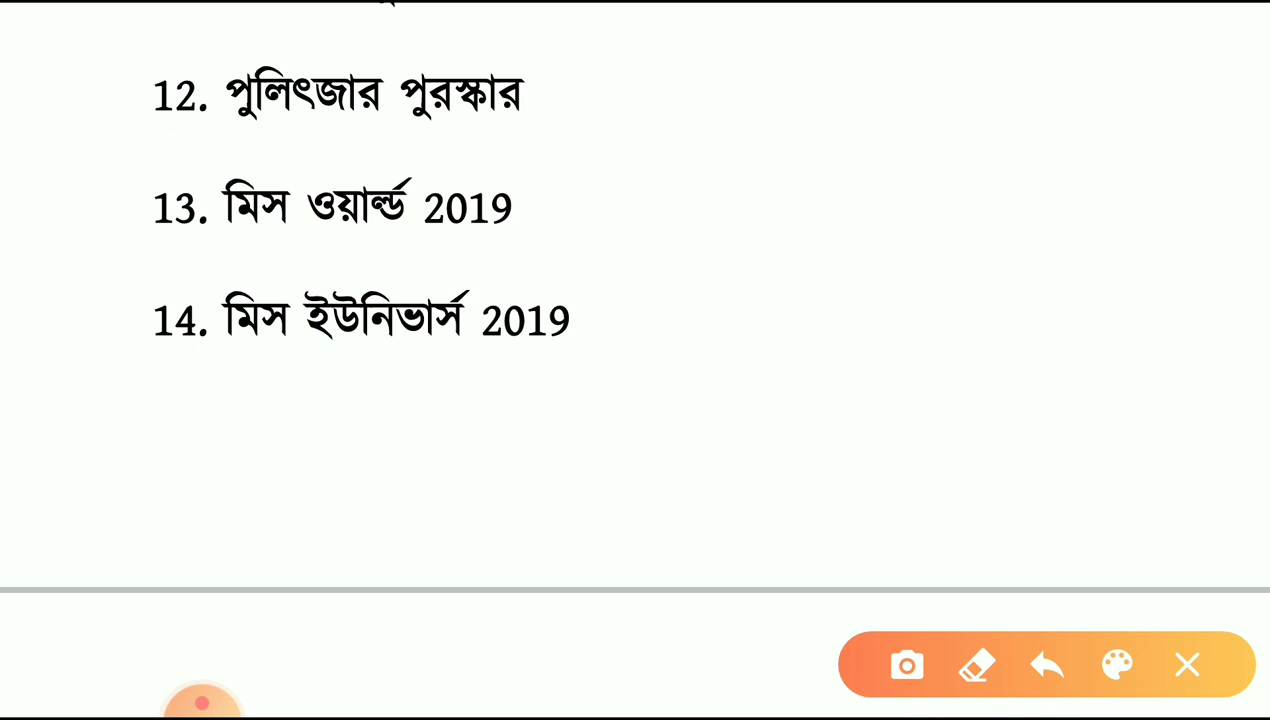 12. পুলিৎজার পুরস্কার
13. মিস ওয়ার্ল্ড 2019
14. মিস ইউনিভার্স 2019